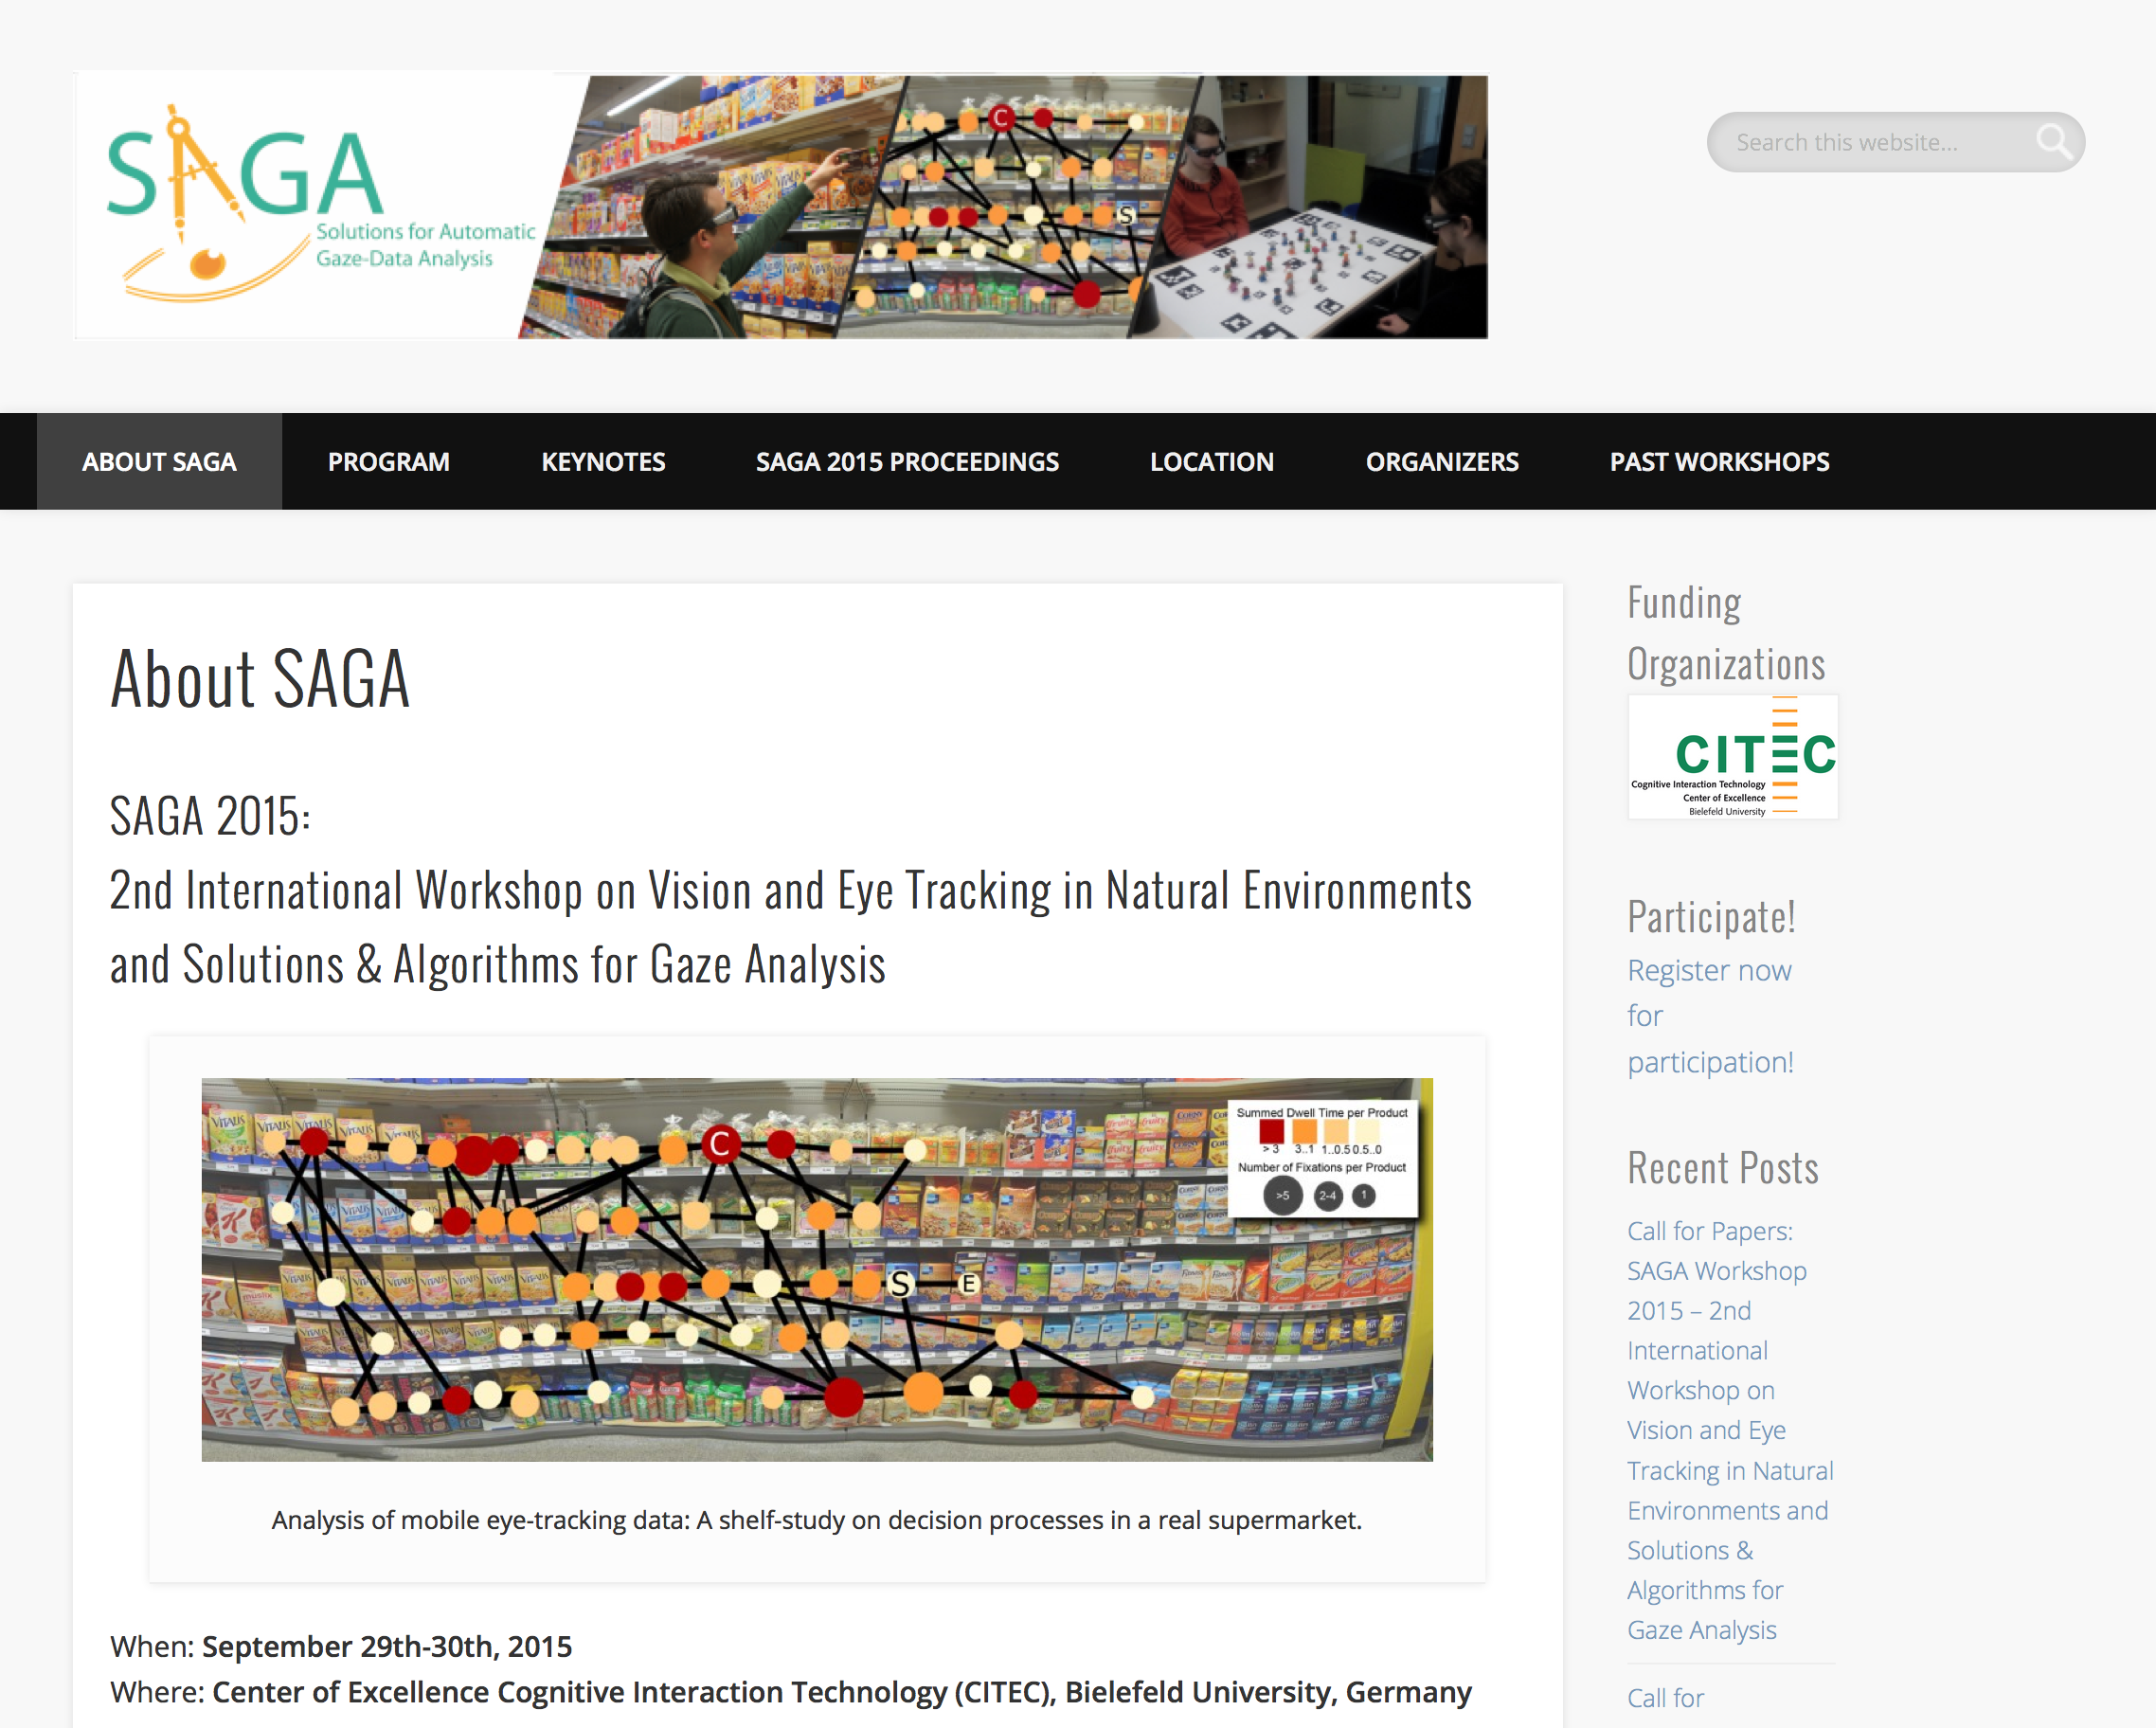 SAGA
Solutions for Automatic
Gaze-Data Analysis
C
S
Search this website...
ABOUT SAGA
PROGRAM
KEYNOTES
SAGA 2015 PROCEEDINGS
LOCATION
ORGANIZERS
PAST WORKSHOPS
About SAGA
SAGA 2015:
2nd International Workshop on Vision and Eye Tracking in Natural Environments
and Solutions & Algorithms for Gaze Analysis
VITALIS
VITALIS
VITALIS
C
Summed Dwell Time per Product
> 3 3..1 1..0.5 0.5..0
Number of Fixations per Product
>5 2-4 1
S
E
Analysis of mobile eye-tracking data: A shelf-study on decision processes in a real supermarket.
When: September 29th-30th, 2015
Where: Center of Excellence Cognitive Interaction Technology (CITEC), Bielefeld University, Germany
Funding
Organizations
CITEC
Cognitive Interaction Technology
Center of Excellence
Bielefeld University
Participate!
Register now
for
participation!
Recent Posts
Call for Papers:
SAGA Workshop
2015 – 2nd
International
Workshop on
Vision and Eye
Tracking in Natural
Environments and
Solutions &
Algorithms for
Gaze Analysis
Call for